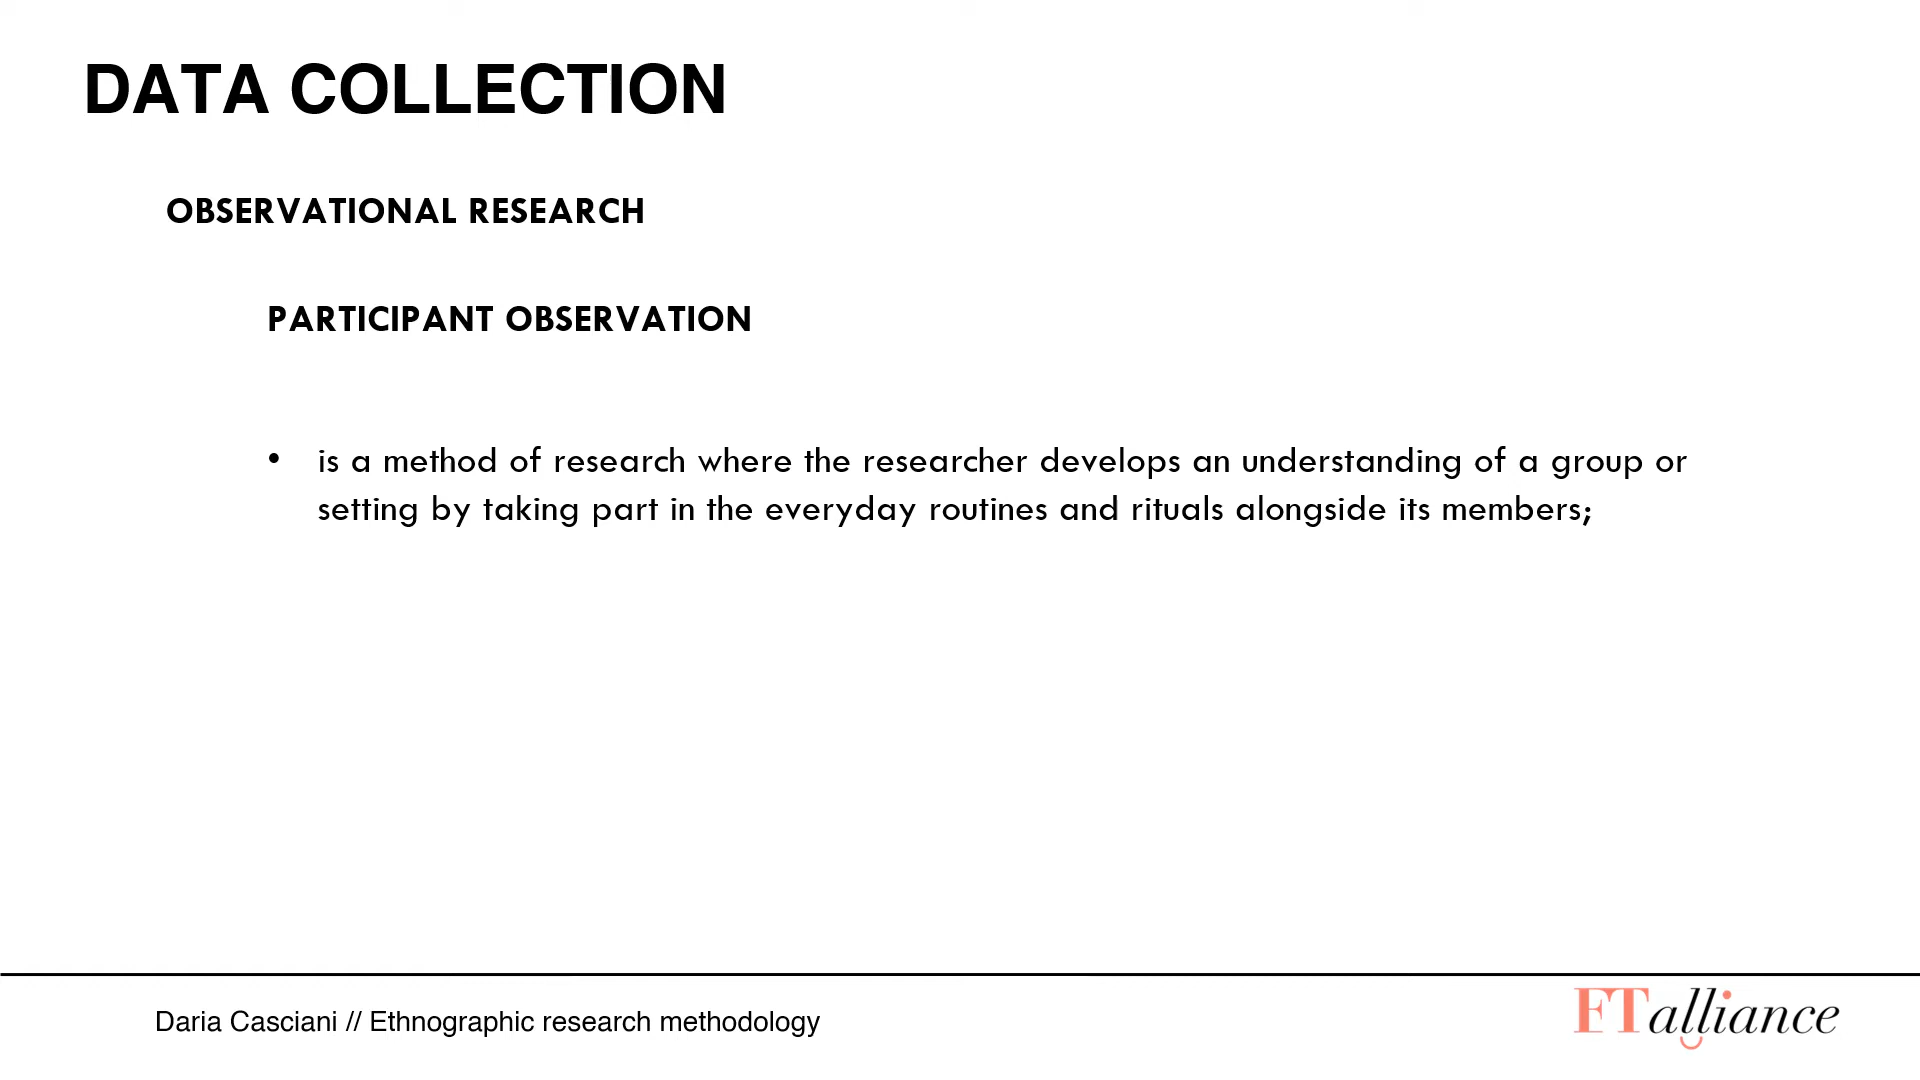 DATA COLLECTION
OBSERVATIONAL RESEARCH
PARTICIPANT OBSERVATION
• is a method of research where the researcher develops an understanding of a group or
setting by taking part in the everyday routines and rituals alongside its members;
Daria Casciani // Ethnographic research methodology
FTalliance